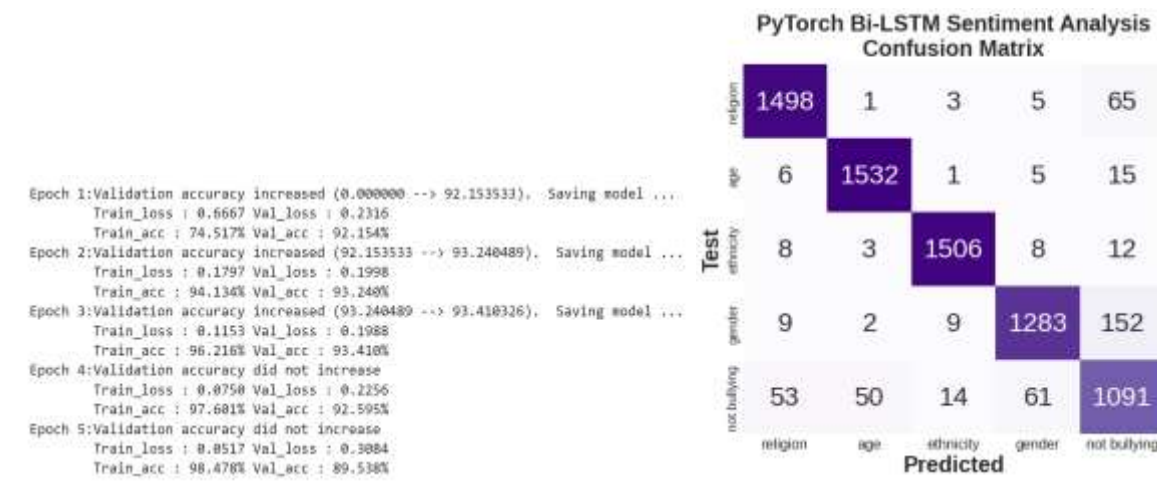 Epoch 1:Validation accuracy increased (0.000000 --> 92.153533).  Saving model ...
Train_loss : 0.6667 Val_loss : 0.2316
Train_acc : 74.517% Val_acc : 92.154%
Epoch 2:Validation accuracy increased (92.153533 --> 93.240489).  Saving model ...
Train_loss : 0.1797 Val_loss : 0.1998
Train_acc : 94.134% Val_acc : 93.240%
Epoch 3:Validation accuracy increased (93.240489 --> 93.410326).  Saving model ...
Train_loss : 0.1153 Val_loss : 0.1988
Train_acc : 96.216% Val_acc : 93.410%
Epoch 4:Validation accuracy did not increase
Train_loss : 0.0750 Val_loss : 0.2256
Train_acc : 97.601% Val_acc : 92.595%
Epoch 5:Validation accuracy did not increase
Train_loss : 0.0517 Val_loss : 0.3084
Train_acc : 98.478% Val_acc : 89.538%
PyTorch Bi-LSTM Sentiment Analysis
Confusion Matrix
Test
religion 1498 1 3 5 65
age 6 1532 1 5 15
ethnicity 8 3 1506 8 12
gender 9 2 9 1283 152
not bullying 53 50 14 61 1091
religion age ethnicity gender not bullying
Predicted